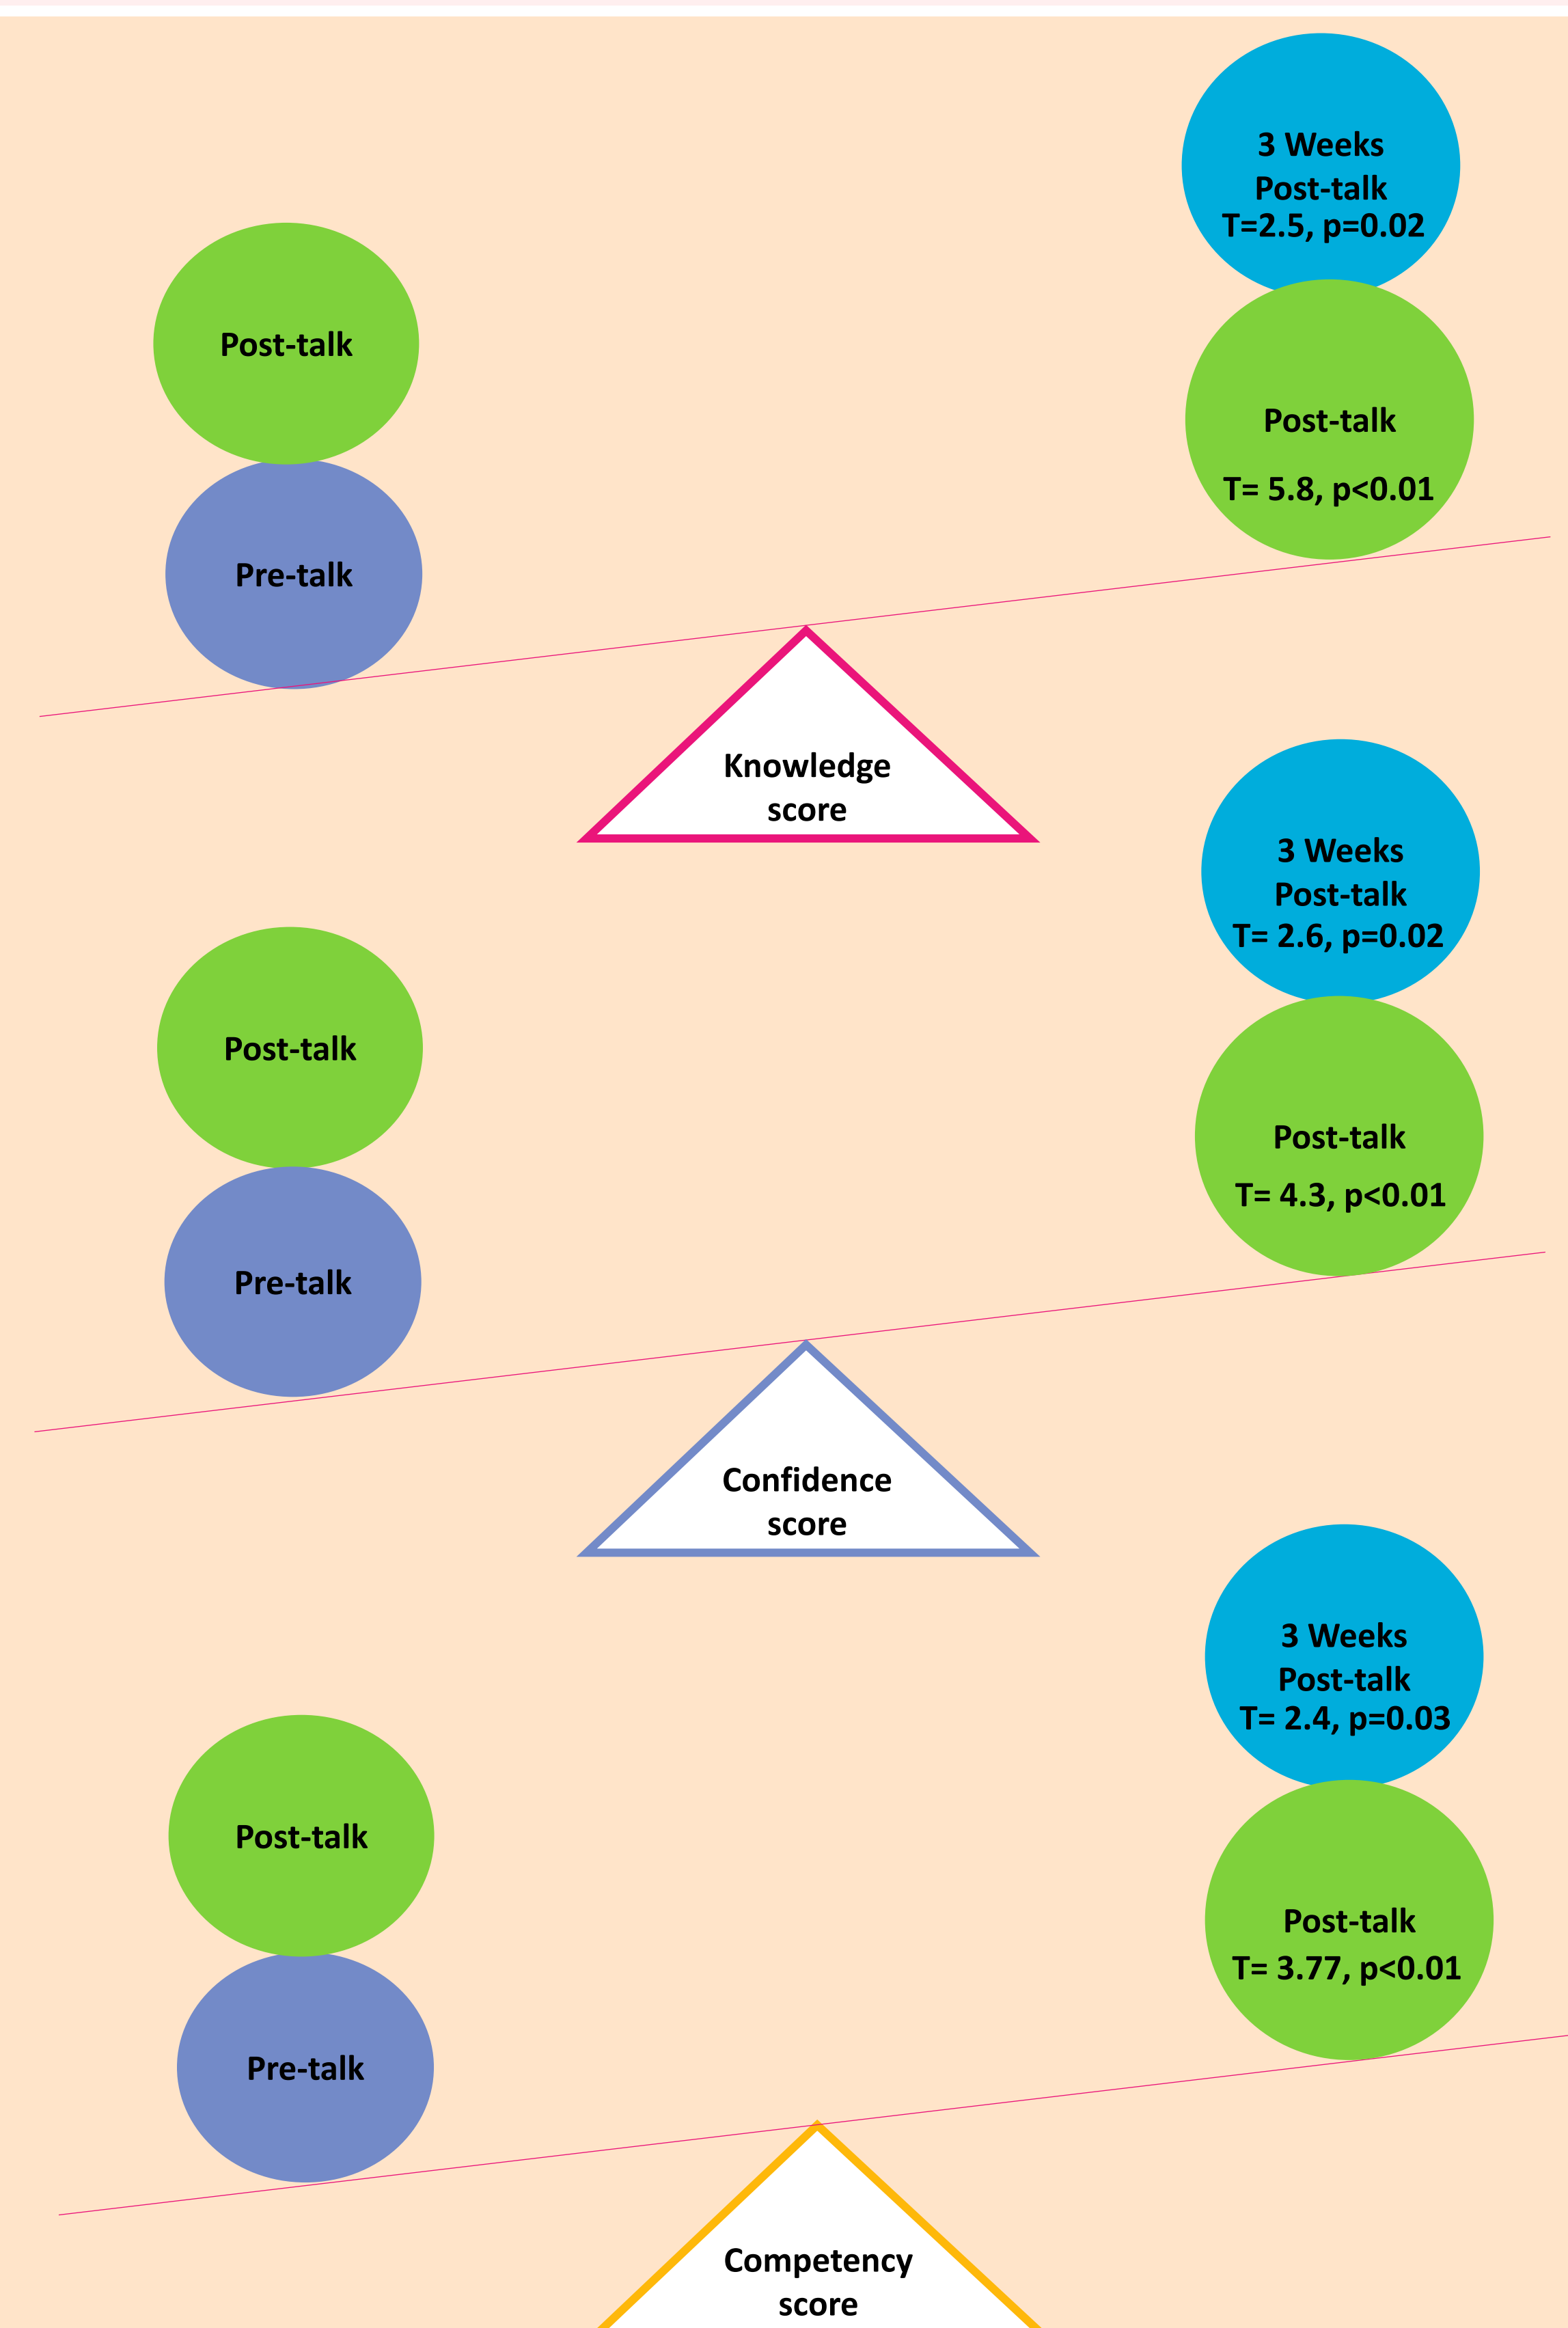 3 Weeks
Post-talk
T=2.5, p=0.02
Post-talk
Post-talk
T= 5.8, p<0.01
Pre-talk
Knowledge
score
3 Weeks
Post-talk
T= 2.6, p=0.02
Post-talk
Post-talk
T= 4.3, p<0.01
Pre-talk
Confidence
score
3 Weeks
Post-talk
T= 2.4, p=0.03
Post-talk
Post-talk
T= 3.77, p<0.01
Pre-talk
Competency
score